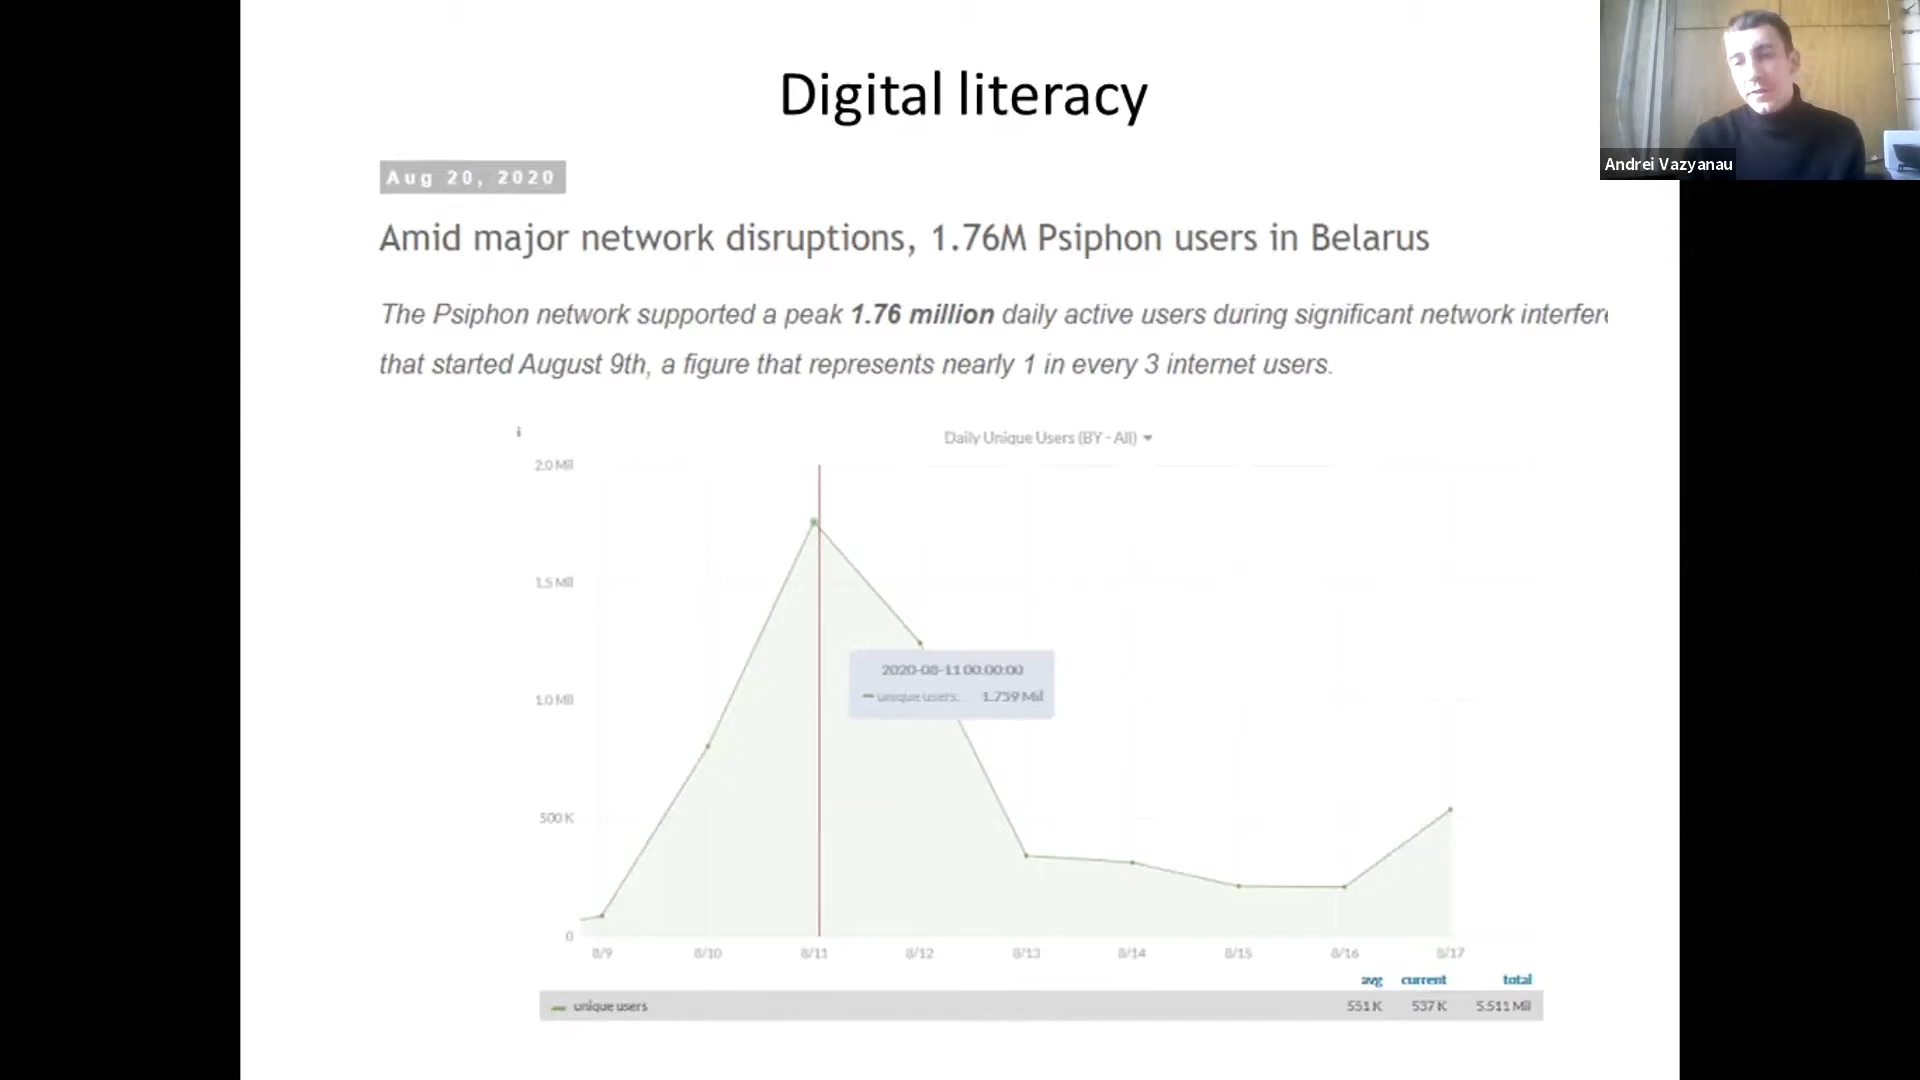 Digital literacy
Andrei Vazyanau
Aug 20, 2020
Amid major network disruptions, 1.76M Psiphon users in Belarus
The Psiphon network supported a peak 1.76 million daily active users during significant network interfere
that started August 9th, a figure that represents nearly 1 in every 3 internet users.
i
Daily Unique Users (BY - All)
2.0 Mil
1.5 Mil
1.0 Mil
500 K
0
2020-08-11 00:00:00
unique users... 1.759 Mil
8/9 8/10 8/11 8/12 8/13 8/14 8/15 8/16 8/17
avg current total
unique users 551 K 537 K 5.511 Mil